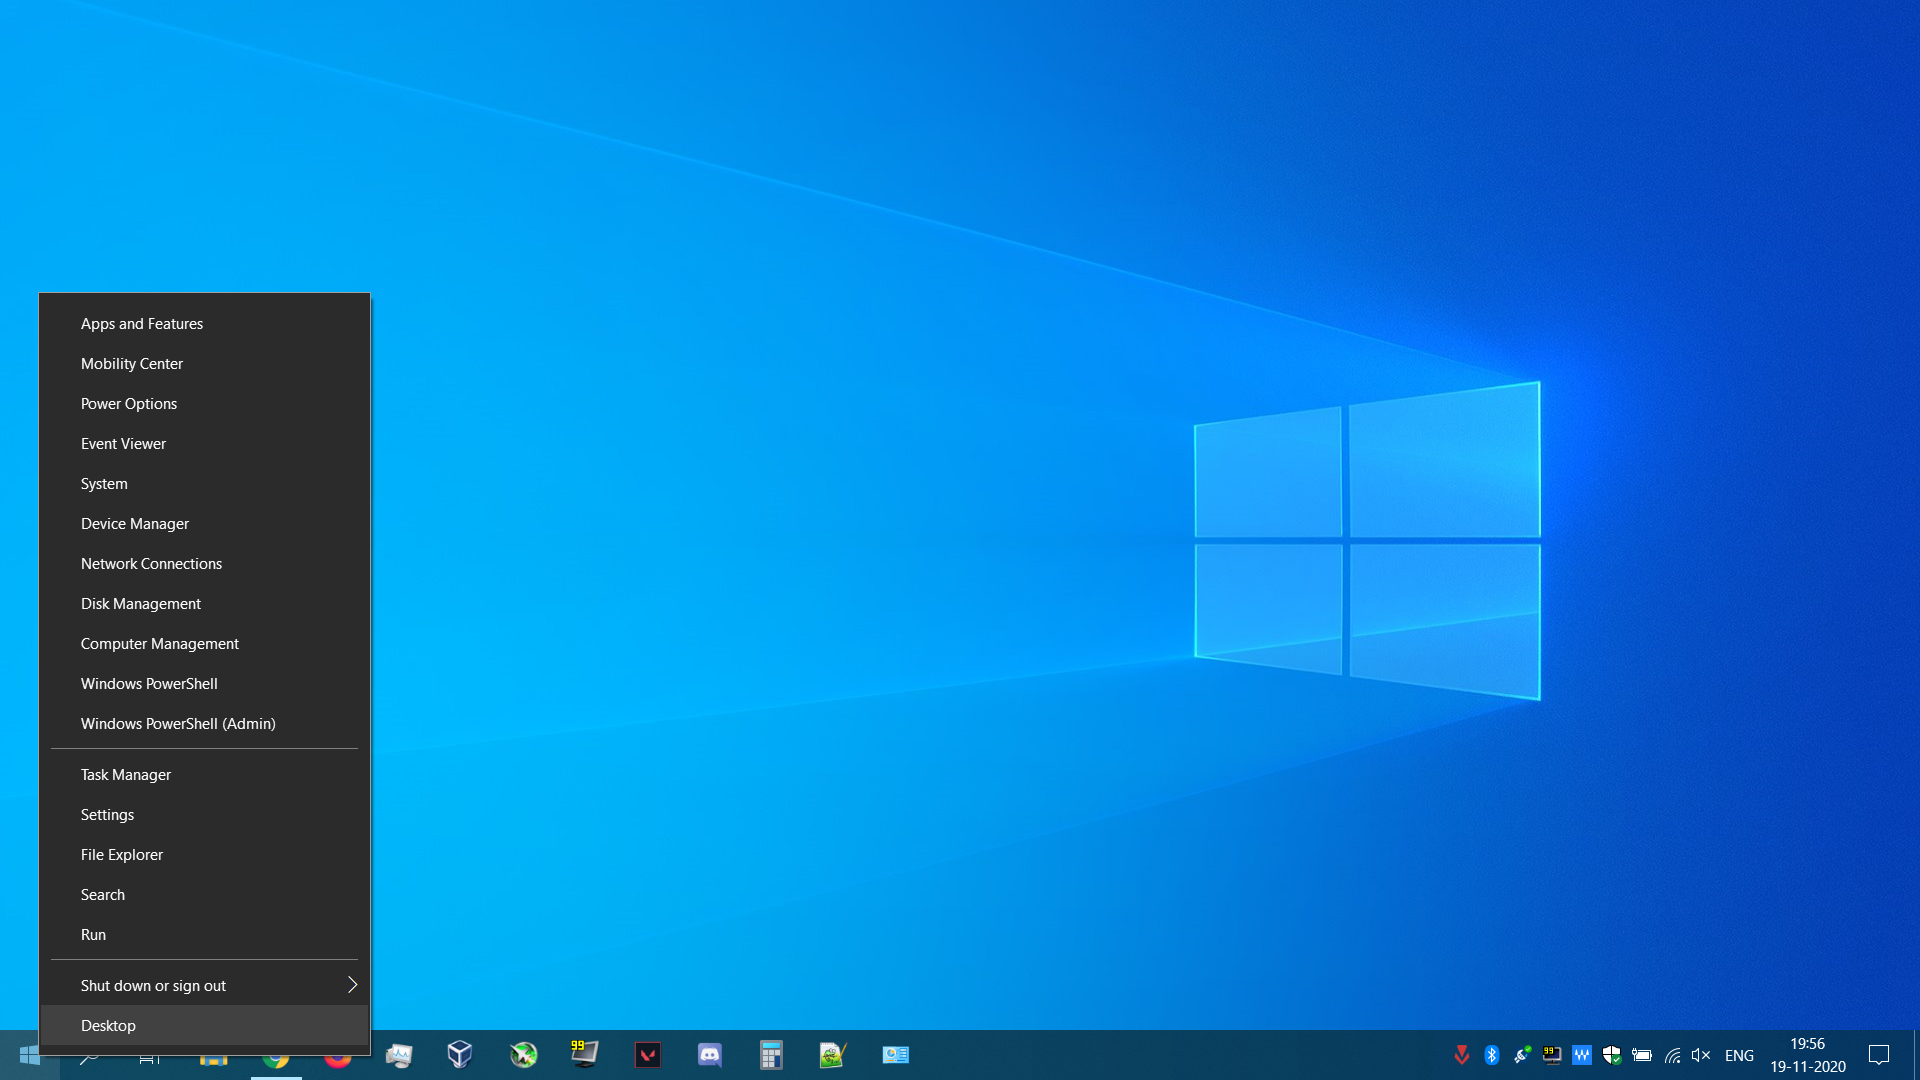 Apps and Features
Mobility Center
Power Options
Event Viewer
System
Device Manager
Network Connections
Disk Management
Computer Management
Windows PowerShell
Windows PowerShell (Admin)
Task Manager
Settings
File Explorer
Search
Run
Shut down or sign out
Desktop
99
99
ENG
19:56
19-11-2020